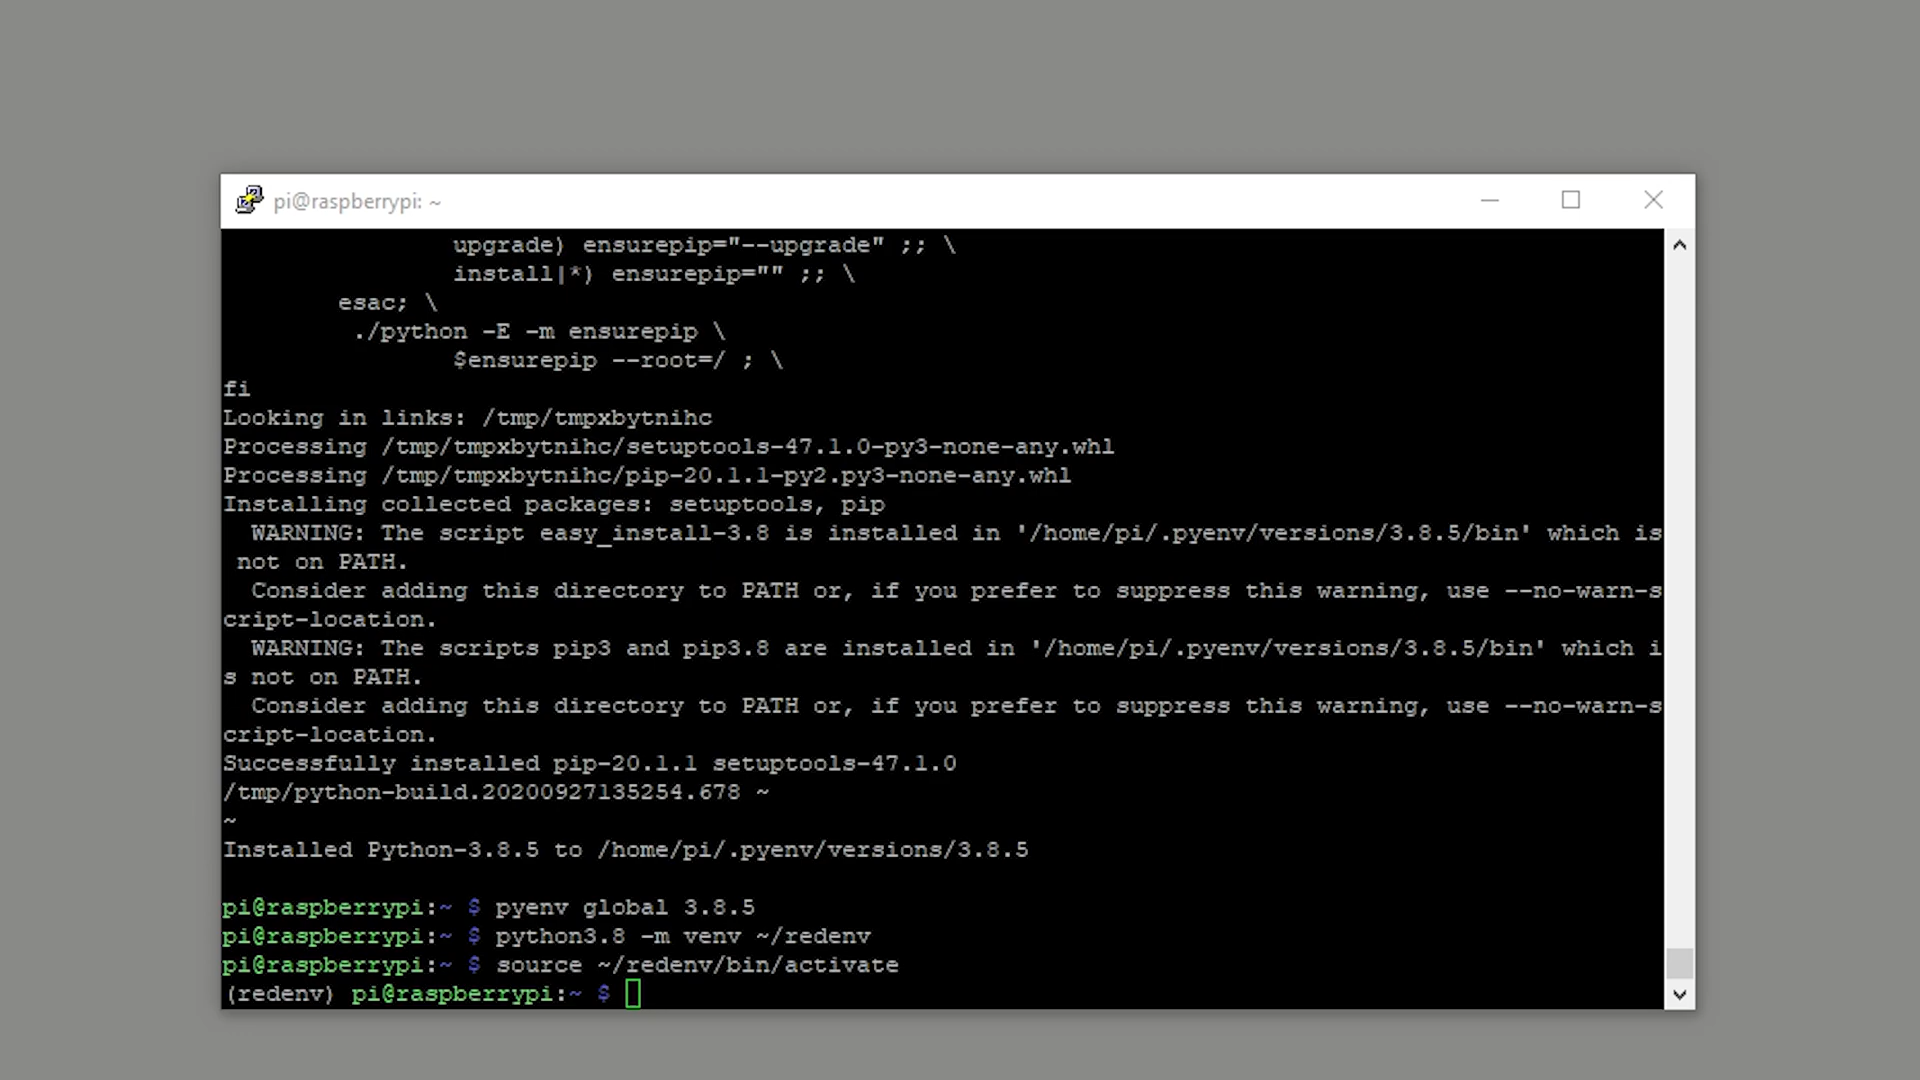 pi@raspberrypi: ~
upgrade) ensurepip="--upgrade" ;; \
install|*) ensurepip="" ;; \
esac; \
./python -E -m ensurepip \
$ensurepip --root=/ ; \
fi
Looking in links: /tmp/tmpxbytnihc
Processing /tmp/tmpxbytnihc/setuptools-47.1.0-py3-none-any.whl
Processing /tmp/tmpxbytnihc/pip-20.1.1-py2.py3-none-any.whl
Installing collected packages: setuptools, pip
WARNING: The script easy_install-3.8 is installed in '/home/pi/.pyenv/versions/3.8.5/bin' which is
not on PATH.
Consider adding this directory to PATH or, if you prefer to suppress this warning, use --no-warn-s
cript-location.
WARNING: The scripts pip3 and pip3.8 are installed in '/home/pi/.pyenv/versions/3.8.5/bin' which i
s not on PATH.
Consider adding this directory to PATH or, if you prefer to suppress this warning, use --no-warn-s
cript-location.
Successfully installed pip-20.1.1 setuptools-47.1.0
/tmp/python-build.20200927135254.678 ~
~
Installed Python-3.8.5 to /home/pi/.pyenv/versions/3.8.5
pi@raspberrypi:~ $ pyenv global 3.8.5
pi@raspberrypi:~ $ python3.8 -m venv ~/redenv
pi@raspberrypi:~ $ source ~/redenv/bin/activate
(redenv) pi@raspberrypi:~ $